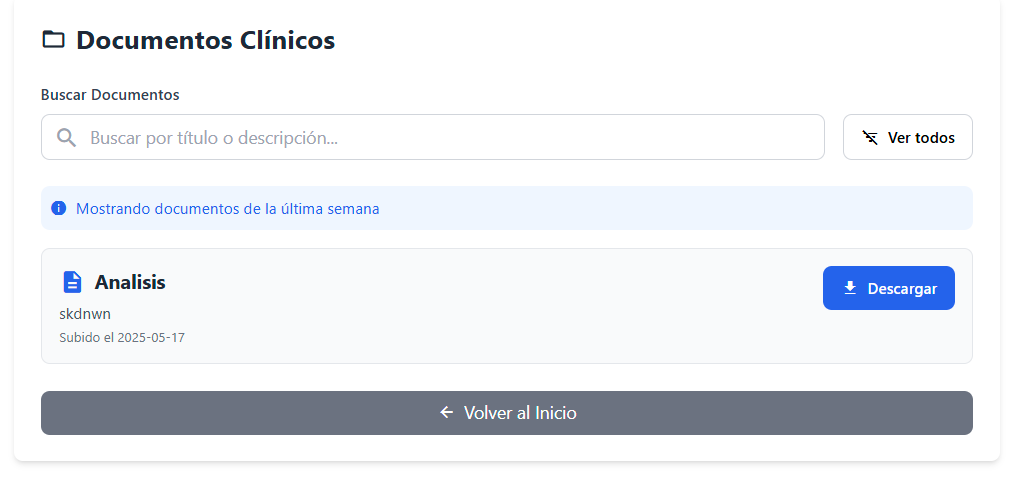 Documentos Clínicos
Buscar Documentos
Buscar por título o descripción...
Ver todos
Mostrando documentos de la última semana
Analisis
Descargar
skdnwn
Subido el 2025-05-17
Volver al Inicio